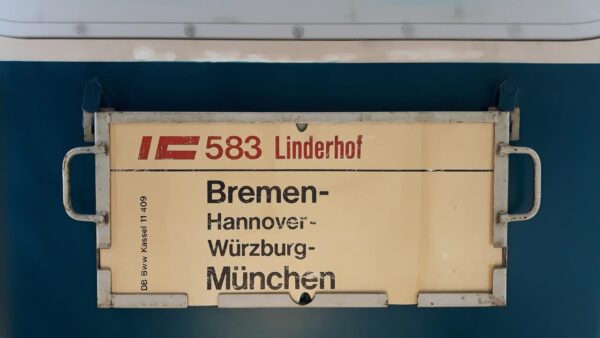 IC 583 Linderhof
Bremen-
Hannover-
Würzburg-
München
DB Bww Kassel 11 409